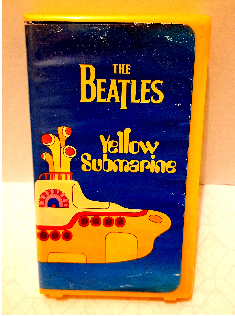 THE
BEATLES
Yellow
Submarine